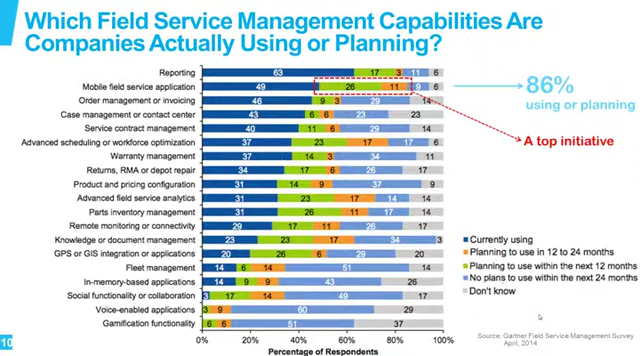 Which Field Service Management Capabilities Are
Companies Actually Using or Planning?
Reporting 63 17 3 11 6
Mobile field service application 49 26 11 9 6
Order management or invoicing 46 9 3 29 14
Case management or contact center 43 6 6 23 23
Service contract management 40 11 6 29 14
Advanced scheduling or workforce optimization 37 23 17 17 6
Warranty management 37 14 3 34 11
Returns, RMA or depot repair 34 17 6 26 17
Product and pricing configuration 31 14 9 37 9
Advanced field service analytics 31 23 17 14 14
Parts inventory management 31 26 11 17 14
Remote monitoring or connectivity 29 17 11 26 17
Knowledge or document management 23 23 17 34 3
GPS or GIS integration or applications 20 26 6 29 20
Fleet management 14 6 14 51 14
In-memory-based applications 14 9 9 43 26
Social functionality or collaboration 3 17 14 49 17
Voice-enabled applications 3 9 60 29
Gamification functionality 6 6 51 37
0% 20% 40% 60% 80% 100%
Percentage of Respondents
86%
using or planning
A top initiative
Currently using
Planning to use in 12 to 24 months
Planning to use within the next 12 months
No plans to use within the next 24 months
Don't know
Source: Gartner Field Service Management Survey
April, 2014
10